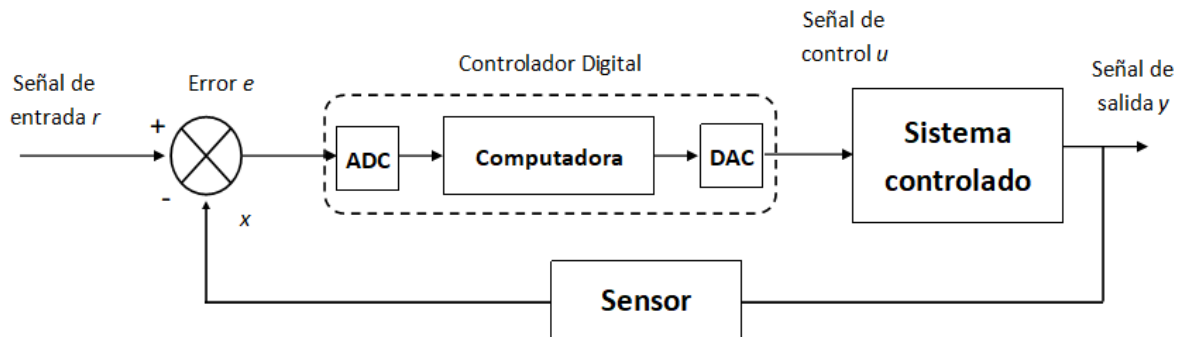 Señal de
entrada r
Error e
Controlador Digital
Señal de
control u
Señal de
salida y
+
-
x
ADC
Computadora
DAC
Sistema
controlado
Sensor